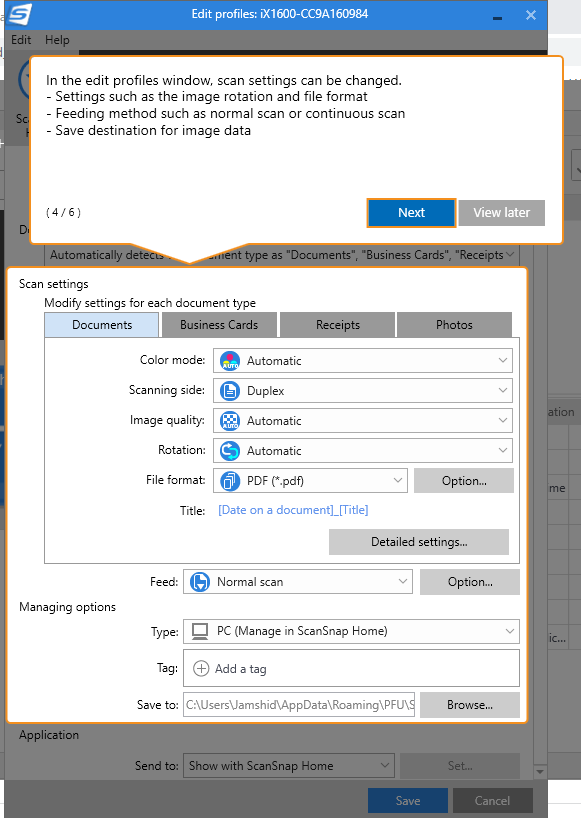 Edit profiles: iX1600-CC9A160984
Edit Help
In the edit profiles window, scan settings can be changed.
- Settings such as the image rotation and file format
- Feeding method such as normal scan or continuous scan
- Save destination for image data
( 4 / 6 )
Next
View later
Automatically detects
ument type as "Documents", "Business Cards", "Receipts
Scan settings
Modify settings for each document type
Documents
Business Cards
Receipts
Photos
Color mode:
AUTO
Automatic
Scanning side:
Duplex
Image quality:
AUTO
Automatic
Rotation:
Automatic
File format:
PDF (*.pdf)
Option...
Title:
[Date on a document]_[Title]
Detailed settings...
Feed:
Normal scan
Option...
Managing options
Type:
PC (Manage in ScanSnap Home)
Tag:
Add a tag
Save to:
C:\Users\Jamshid\AppData\Roaming\PFU\S
Browse...
Application
Send to:
Show with ScanSnap Home
Set...
Save
Cancel
ation
me
ic...